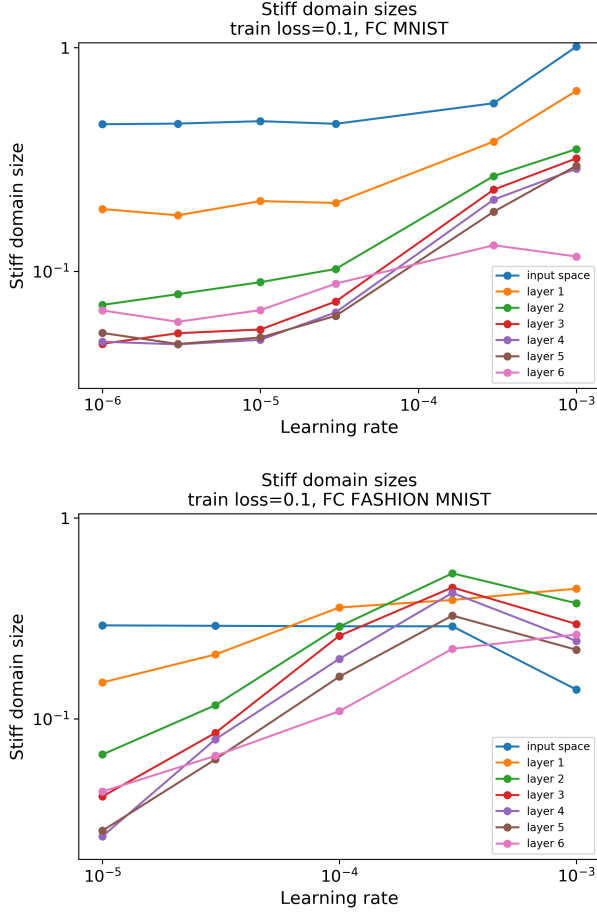 Stiff domain sizes
train loss=0.1, FC MNIST
1
10⁻¹
Stiff domain size
input space
layer 1
layer 2
layer 3
layer 4
layer 5
layer 6
10⁻⁶ 10⁻⁵ 10⁻⁴ 10⁻³
Learning rate
Stiff domain sizes
train loss=0.1, FC FASHION MNIST
1
10⁻¹
Stiff domain size
input space
layer 1
layer 2
layer 3
layer 4
layer 5
layer 6
10⁻⁵ 10⁻⁴ 10⁻³
Learning rate